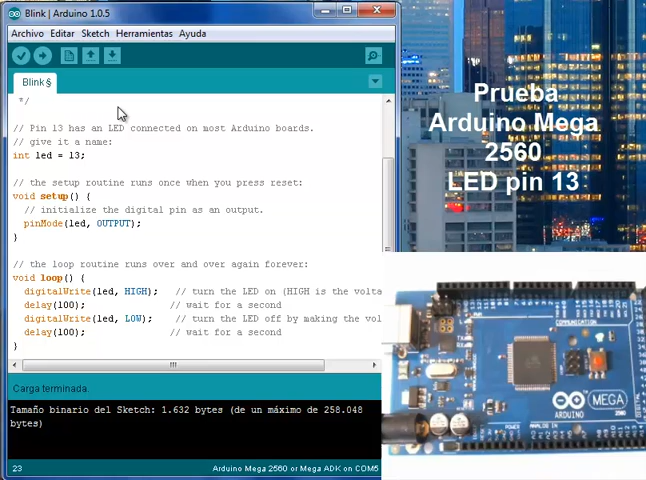 Blink | Arduino 1.0.5
Archivo Editar Sketch Herramientas Ayuda
Blink §
*/
// Pin 13 has an LED connected on most Arduino boards.
// give it a name:
int led = 13;
// the setup routine runs once when you press reset:
void setup() {
// initialize the digital pin as an output.
pinMode(led, OUTPUT);
}
// the loop routine runs over and over again forever:
void loop() {
digitalWrite(led, HIGH);   // turn the LED on (HIGH is the volta
delay(100);               // wait for a second
digitalWrite(led, LOW);    // turn the LED off by making the vol
delay(100);               // wait for a second
}
Carga terminada.
Tamaño binario del Sketch: 1.632 bytes (de un máximo de 258.048
bytes)
23
Arduino Mega 2560 or Mega ADK on COM5
Prueba
Arduino Mega
2560
LED pin 13
COMMUNICATION
MEGA
2560
ARDUINO
POWER
ANALOG IN
DIGITAL